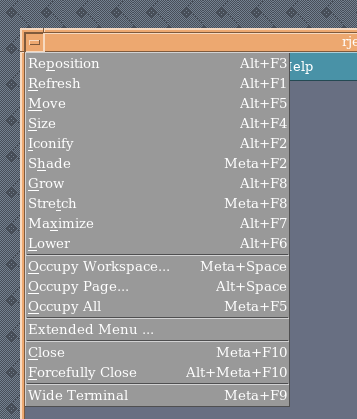 rje
Help
Reposition Alt+F3
Refresh Alt+F1
Move Alt+F5
Size Alt+F4
Iconify Alt+F2
Shade Meta+F2
Grow Alt+F8
Stretch Meta+F8
Maximize Alt+F7
Lower Alt+F6
Occupy Workspace... Meta+Space
Occupy Page... Alt+Space
Occupy All Meta+F5
Extended Menu ...
Close Meta+F10
Forcefully Close Alt+Meta+F10
Wide Terminal Meta+F9